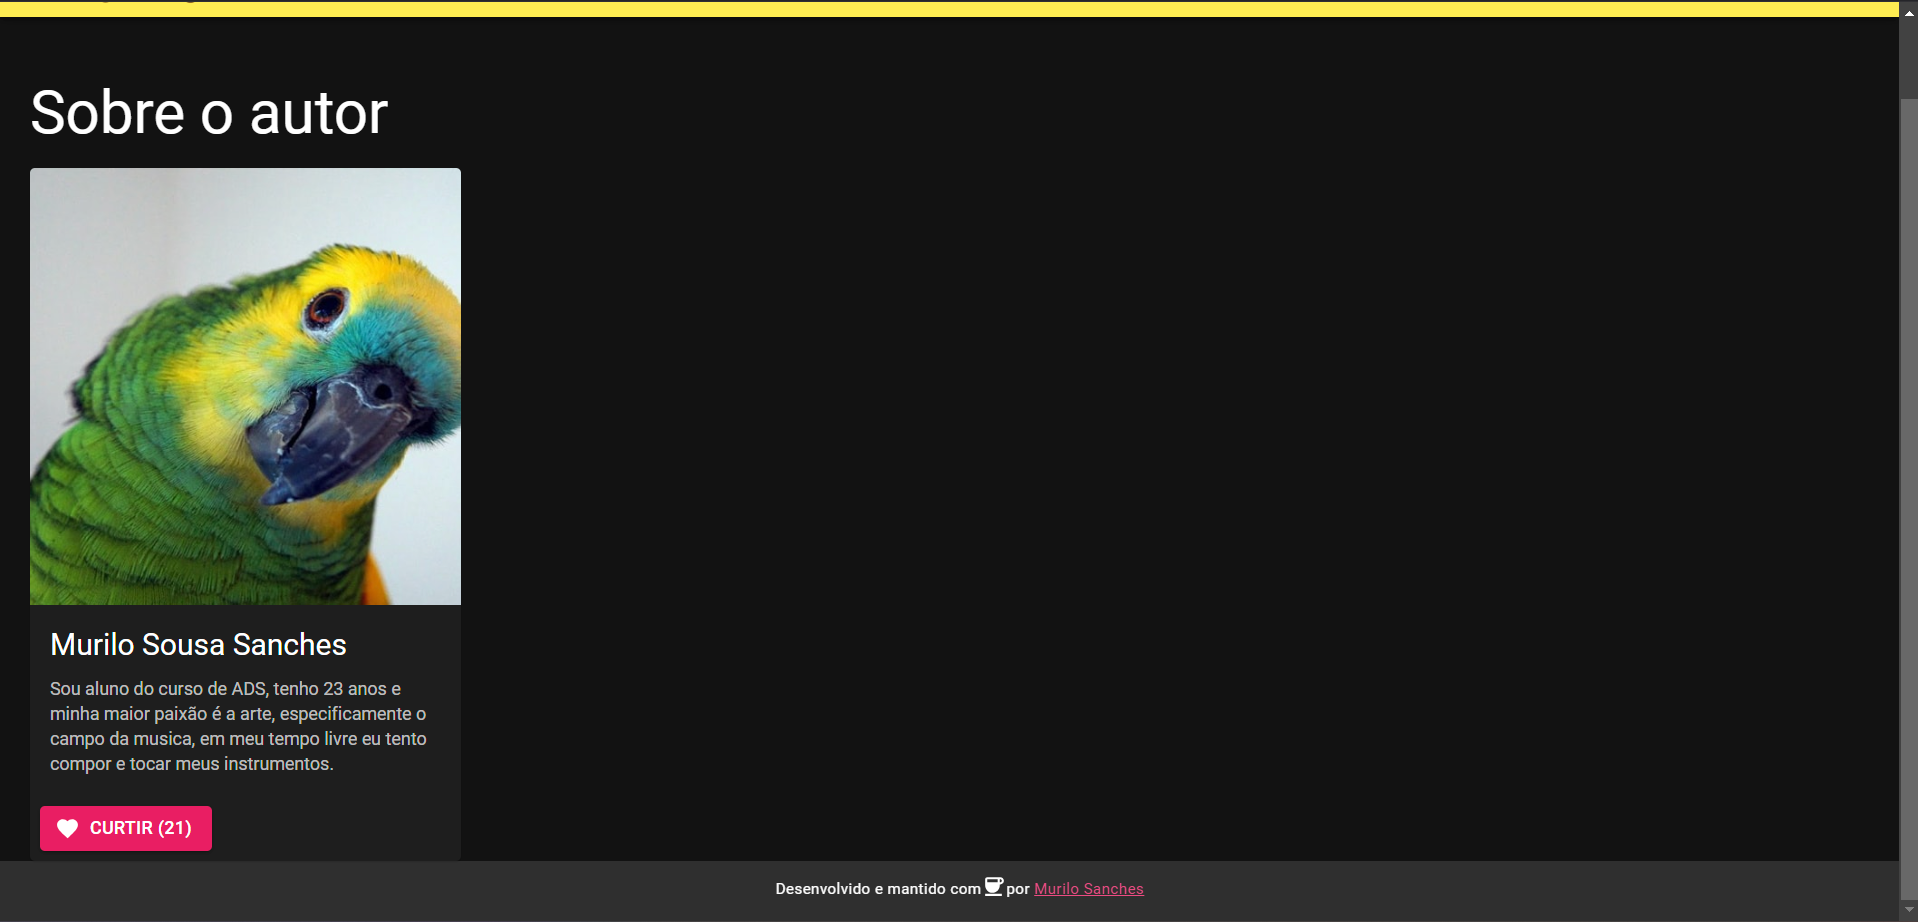 Sobre o autor
Murilo Sousa Sanches
Sou aluno do curso de ADS, tenho 23 anos e
minha maior paixão é a arte, especificamente o
campo da musica, em meu tempo livre eu tento
compor e tocar meus instrumentos.
CURTIR (21)
Desenvolvido e mantido com por Murilo Sanches